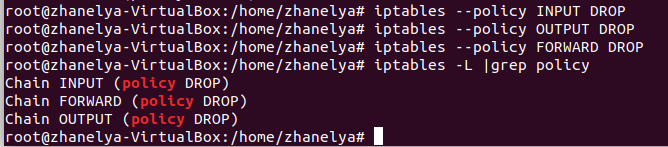 root@zhanelya-VirtualBox:/home/zhanelya# iptables --policy INPUT DROP
root@zhanelya-VirtualBox:/home/zhanelya# iptables --policy OUTPUT DROP
root@zhanelya-VirtualBox:/home/zhanelya# iptables --policy FORWARD DROP
root@zhanelya-VirtualBox:/home/zhanelya# iptables -L |grep policy
Chain INPUT (policy DROP)
Chain FORWARD (policy DROP)
Chain OUTPUT (policy DROP)
root@zhanelya-VirtualBox:/home/zhanelya#